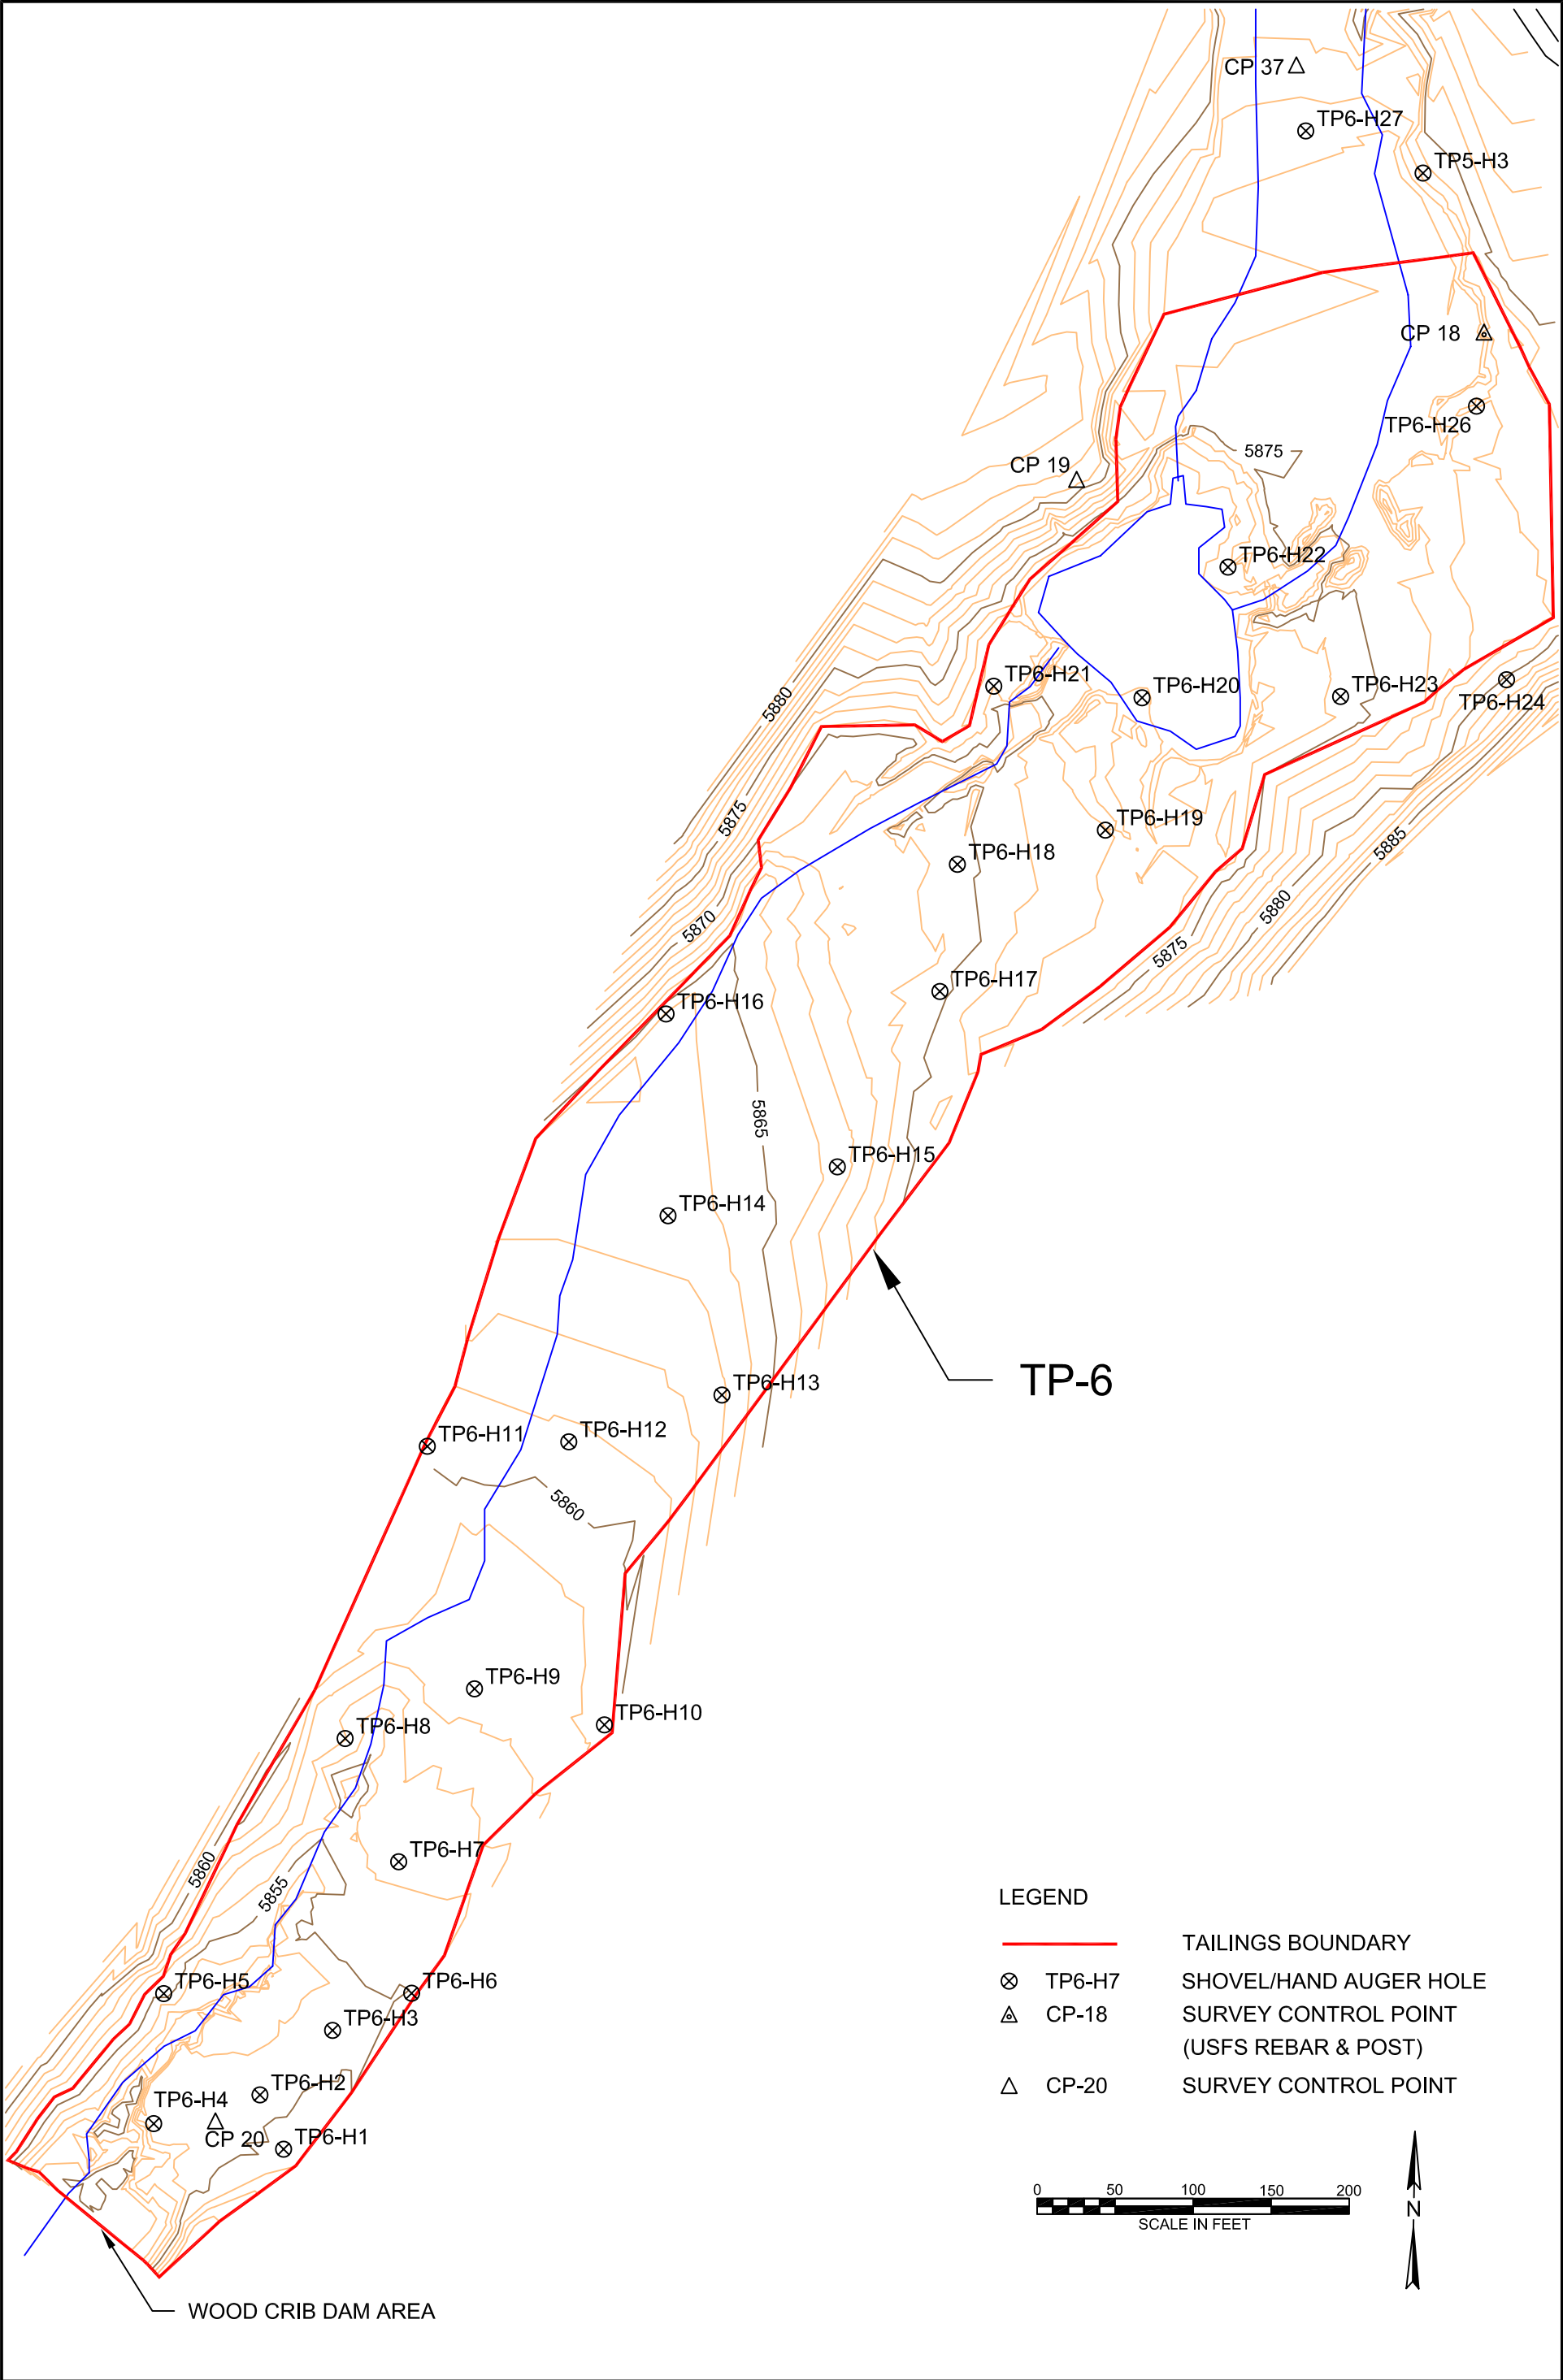 CP 37
TP6-H27
TP5-H3
CP 18
TP6-H26
5875
CP 19
TP6-H22
TP6-H21
TP6-H20
TP6-H23
TP6-H24
5880
5875
TP6-H19
5885
TP6-H18
5880
5870
5875
TP6-H17
TP6-H16
5865
TP6-H15
TP6-H14
TP-6
TP6-H13
TP6-H12
TP6-H11
5860
TP6-H9
TP6-H10
TP6-H8
TP6-H7
5860
5855
TP6-H5
TP6-H6
TP6-H3
TP6-H2
TP6-H4
CP 20
TP6-H1
WOOD CRIB DAM AREA
LEGEND
TAILINGS BOUNDARY
TP6-H7 SHOVEL/HAND AUGER HOLE
CP-18 SURVEY CONTROL POINT
(USFS REBAR & POST)
CP-20 SURVEY CONTROL POINT
0 50 100 150 200
SCALE IN FEET
N